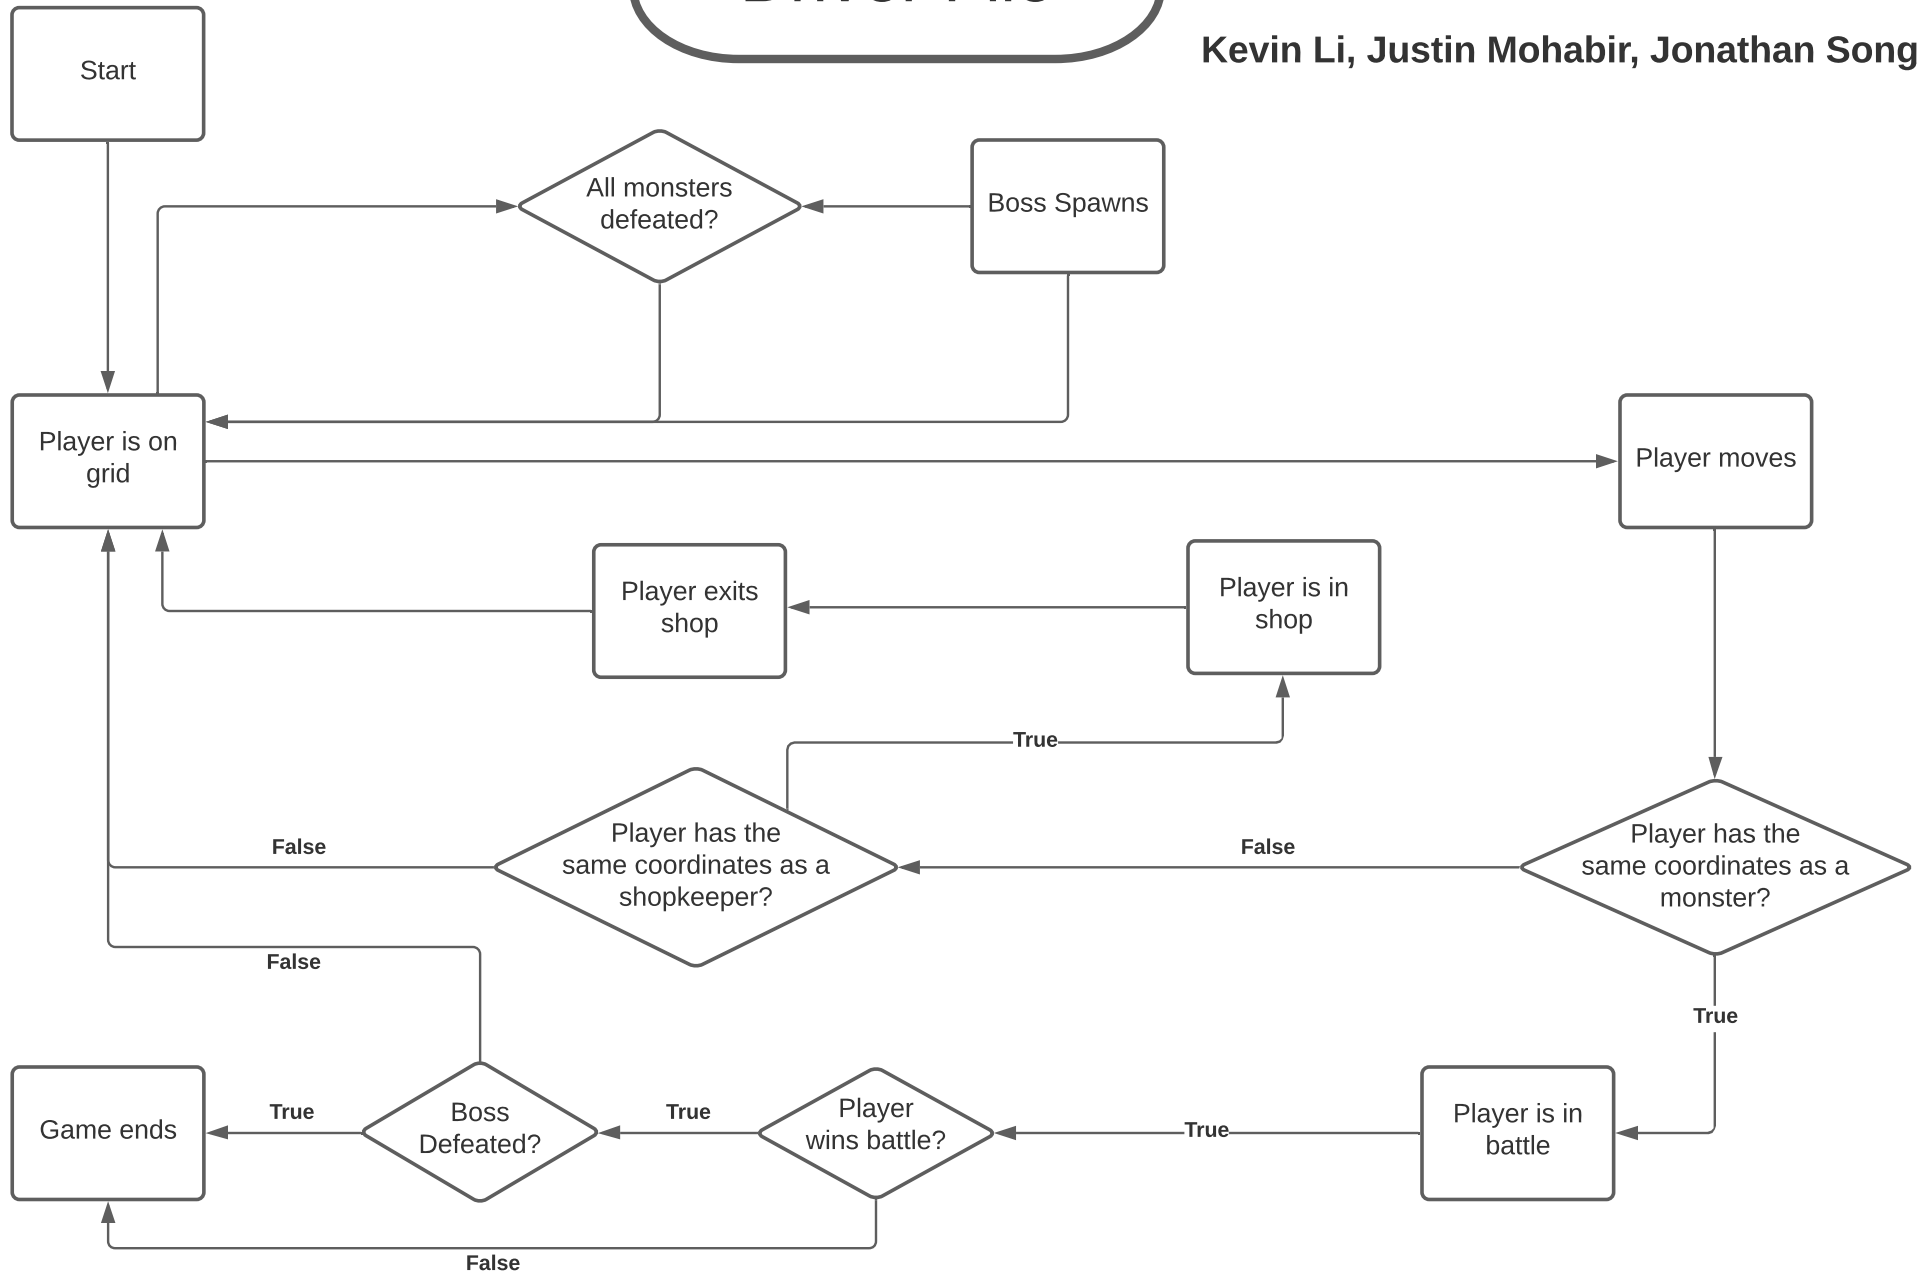 Kevin Li, Justin Mohabir, Jonathan Song
Start
All monsters
defeated?
Boss Spawns
Player is on
grid
Player moves
Player exits
shop
Player is in
shop
True
Player has the
same coordinates as a
shopkeeper?
False
False
Player has the
same coordinates as a
monster?
False
True
Game ends
True
Boss
Defeated?
True
Player
wins battle?
True
Player is in
battle
False